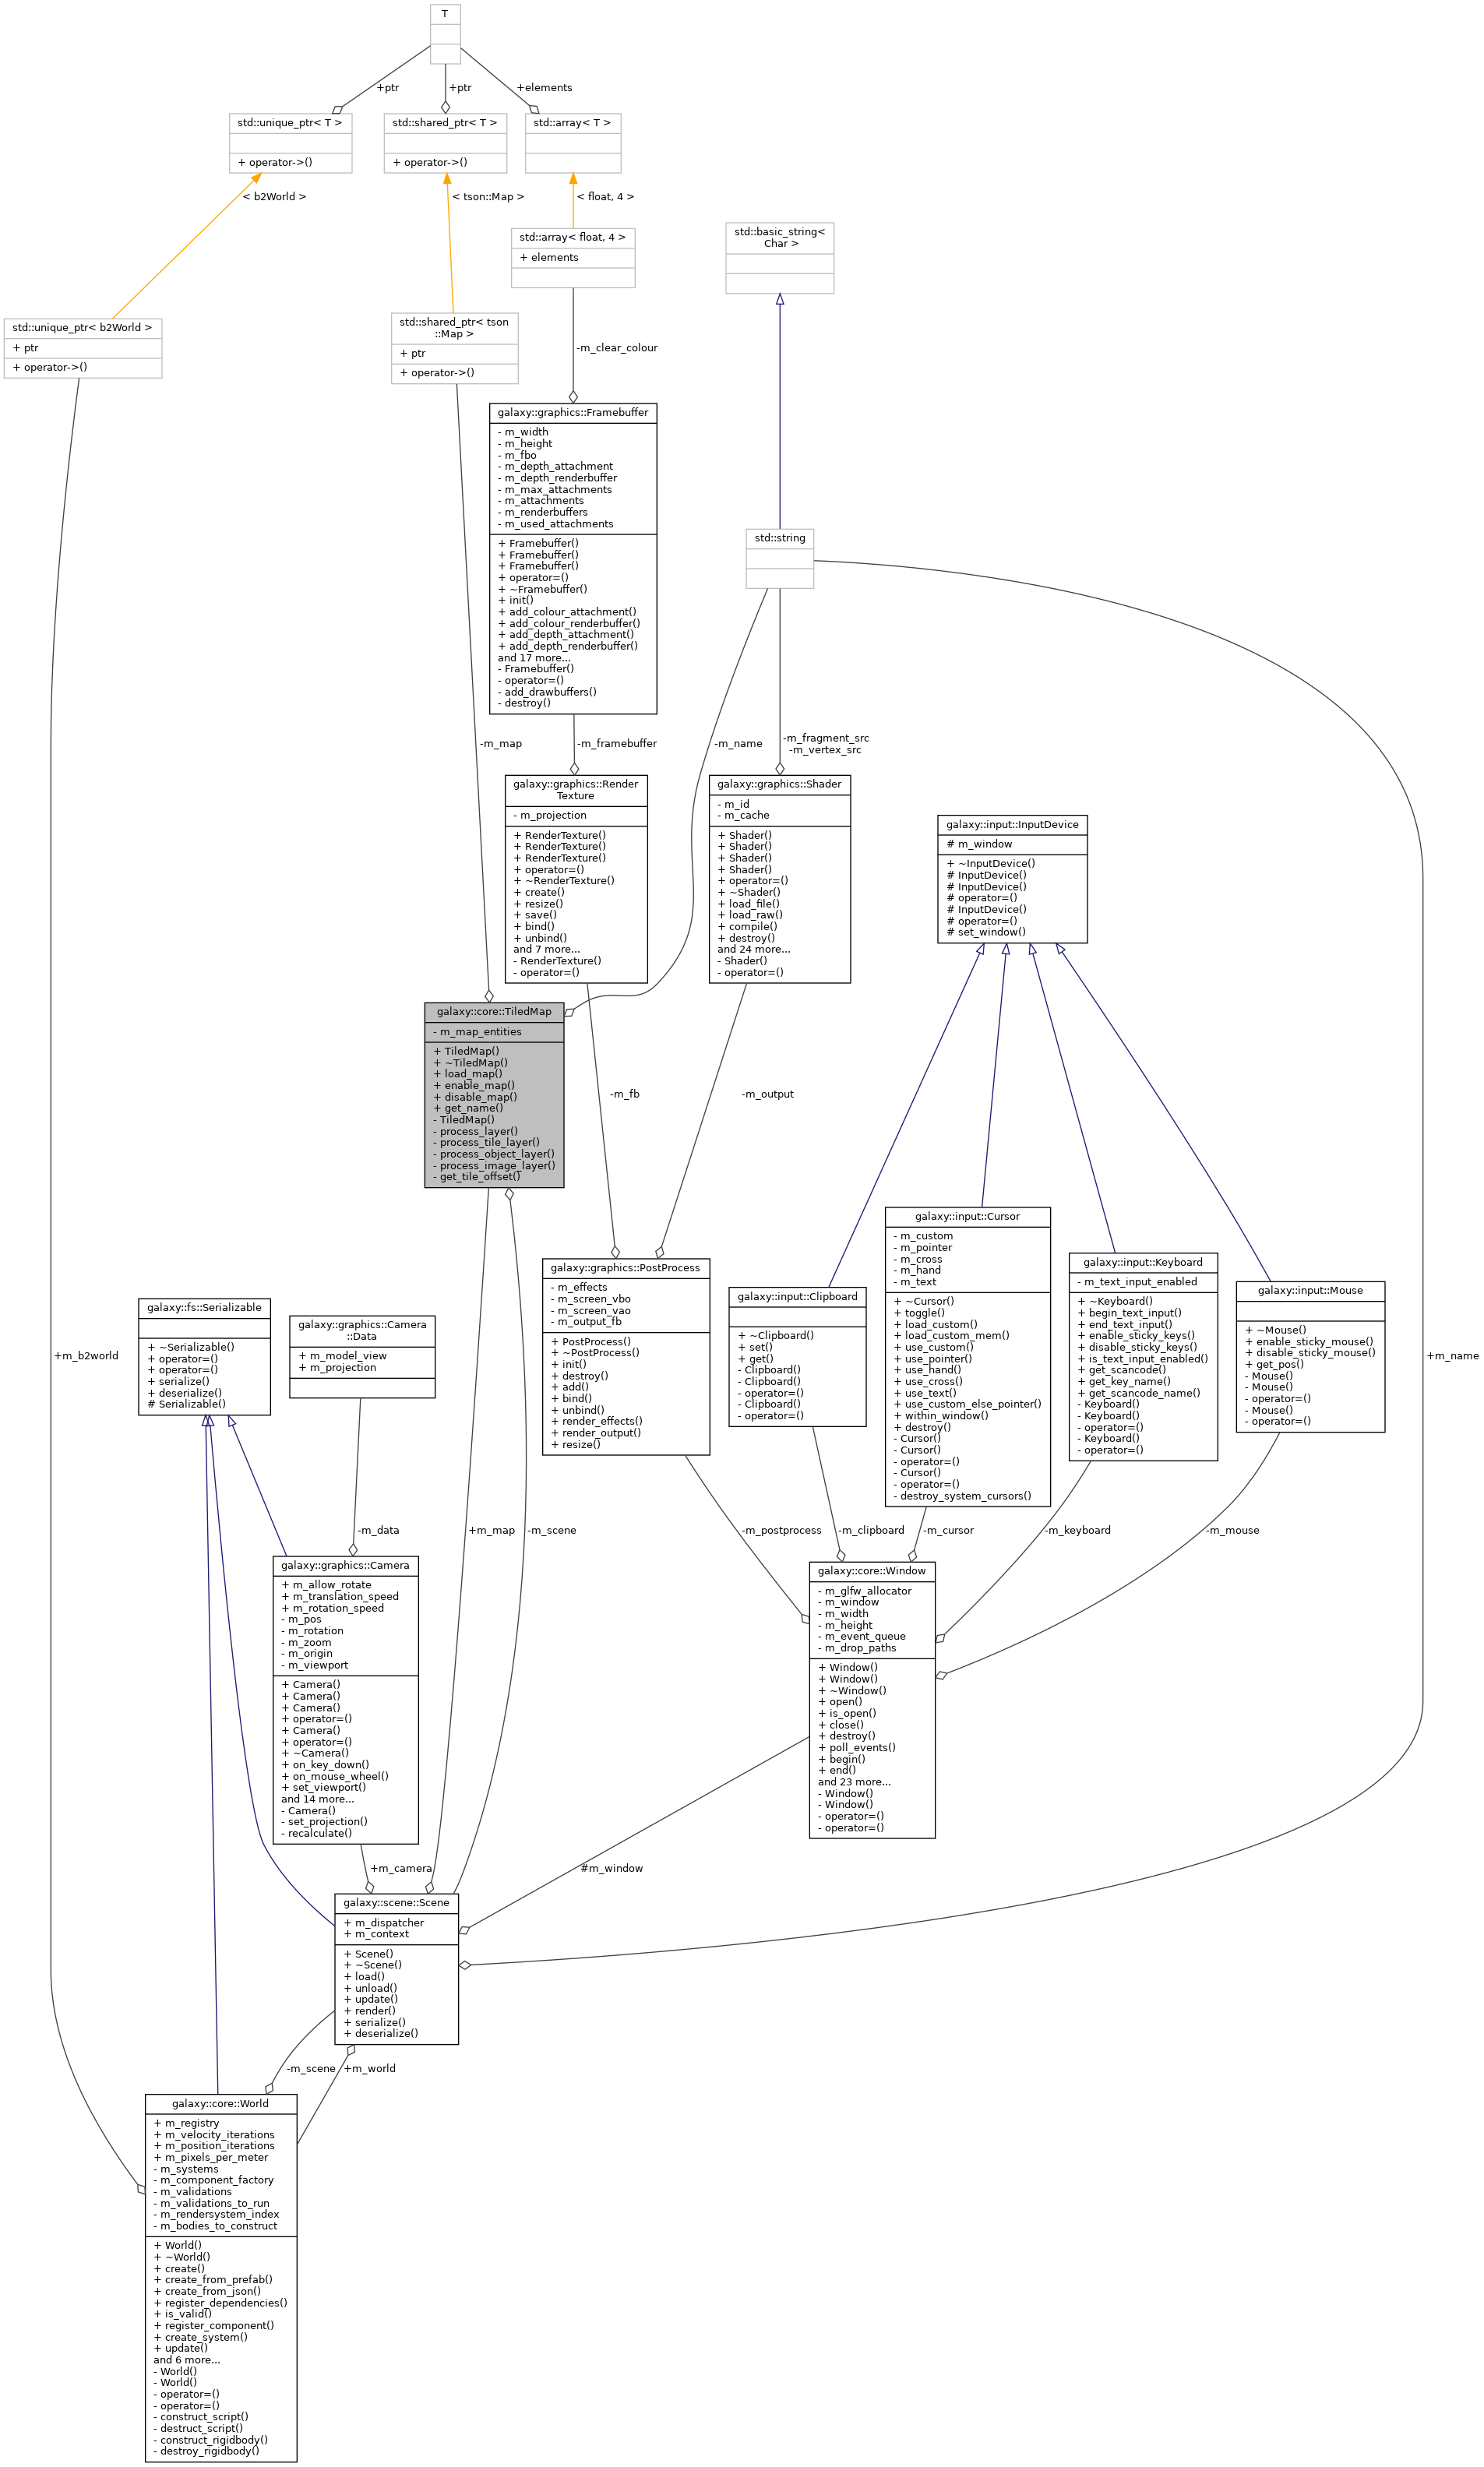 T
+ptr
+ptr
+elements
std::unique_ptr< T >
+ operator->()
std::shared_ptr< T >
+ operator->()
std::array< T >
< b2World >
< tson::Map >
< float, 4 >
std::array< float, 4 >
+ elements
std::basic_string<
Char >
std::unique_ptr< b2World >
+ ptr
+ operator->()
std::shared_ptr< tson
::Map >
+ ptr
+ operator->()
-m_clear_colour
galaxy::graphics::Framebuffer
- m_width
- m_height
- m_fbo
- m_depth_attachment
- m_depth_renderbuffer
- m_max_attachments
- m_attachments
- m_renderbuffers
- m_used_attachments
+ Framebuffer()
+ Framebuffer()
+ Framebuffer()
+ operator=()
+ ~Framebuffer()
+ init()
+ add_colour_attachment()
+ add_colour_renderbuffer()
+ add_depth_attachment()
+ add_depth_renderbuffer()
and 17 more...
- Framebuffer()
- operator=()
- add_drawbuffers()
- destroy()
std::string
-m_map
-m_framebuffer
-m_name
-m_fragment_src
-m_vertex_src
galaxy::graphics::Render
Texture
- m_projection
+ RenderTexture()
+ RenderTexture()
+ RenderTexture()
+ operator=()
+ ~RenderTexture()
+ create()
+ resize()
+ save()
+ bind()
+ unbind()
and 7 more...
- RenderTexture()
- operator=()
galaxy::graphics::Shader
- m_id
- m_cache
+ Shader()
+ Shader()
+ Shader()
+ Shader()
+ operator=()
+ ~Shader()
+ load_file()
+ load_raw()
+ compile()
+ destroy()
and 24 more...
- Shader()
- operator=()
galaxy::input::InputDevice
# m_window
+ ~InputDevice()
# InputDevice()
# InputDevice()
# operator=()
# InputDevice()
# operator=()
# set_window()
galaxy::core::TiledMap
- m_map_entities
+ TiledMap()
+ ~TiledMap()
+ load_map()
+ enable_map()
+ disable_map()
+ get_name()
- TiledMap()
- process_layer()
- process_tile_layer()
- process_object_layer()
- process_image_layer()
- get_tile_offset()
-m_fb
-m_output
galaxy::fs::Serializable
+ ~Serializable()
+ operator=()
+ operator=()
+ serialize()
+ deserialize()
# Serializable()
galaxy::graphics::Camera
::Data
+ m_model_view
+ m_projection
galaxy::graphics::PostProcess
- m_effects
- m_screen_vbo
- m_screen_vao
- m_output_fb
+ PostProcess()
+ ~PostProcess()
+ init()
+ destroy()
+ add()
+ bind()
+ unbind()
+ render_effects()
+ render_output()
+ resize()
galaxy::input::Clipboard
+ ~Clipboard()
+ set()
+ get()
- Clipboard()
- Clipboard()
- operator=()
- Clipboard()
- operator=()
galaxy::input::Cursor
- m_custom
- m_pointer
- m_cross
- m_hand
- m_text
+ ~Cursor()
+ toggle()
+ load_custom()
+ load_custom_mem()
+ use_custom()
+ use_pointer()
+ use_hand()
+ use_cross()
+ use_text()
+ use_custom_else_pointer()
+ within_window()
+ destroy()
- Cursor()
- Cursor()
- operator=()
- Cursor()
- operator=()
- destroy_system_cursors()
galaxy::input::Keyboard
- m_text_input_enabled
+ ~Keyboard()
+ begin_text_input()
+ end_text_input()
+ enable_sticky_keys()
+ disable_sticky_keys()
+ is_text_input_enabled()
+ get_scancode()
+ get_key_name()
+ get_scancode_name()
- Keyboard()
- Keyboard()
- operator=()
- Keyboard()
- operator=()
galaxy::input::Mouse
+ ~Mouse()
+ enable_sticky_mouse()
+ disable_sticky_mouse()
+ get_pos()
- Mouse()
- Mouse()
- operator=()
- Mouse()
- operator=()
+m_b2world
+m_name
-m_data
+m_map
-m_scene
-m_postprocess
-m_clipboard
-m_cursor
-m_keyboard
-m_mouse
galaxy::graphics::Camera
+ m_allow_rotate
+ m_translation_speed
+ m_rotation_speed
- m_pos
- m_rotation
- m_zoom
- m_origin
- m_viewport
+ Camera()
+ Camera()
+ Camera()
+ operator=()
+ Camera()
+ operator=()
+ ~Camera()
+ on_key_down()
+ on_mouse_wheel()
+ set_viewport()
and 14 more...
- Camera()
- set_projection()
- recalculate()
galaxy::core::Window
- m_glfw_allocator
- m_window
- m_width
- m_height
- m_event_queue
- m_drop_paths
+ Window()
+ Window()
+ ~Window()
+ open()
+ is_open()
+ close()
+ destroy()
+ poll_events()
+ begin()
+ end()
and 23 more...
- Window()
- Window()
- operator=()
- operator=()
+m_camera
#m_window
galaxy::scene::Scene
+ m_dispatcher
+ m_context
+ Scene()
+ ~Scene()
+ load()
+ unload()
+ update()
+ render()
+ serialize()
+ deserialize()
-m_scene
+m_world
galaxy::core::World
+ m_registry
+ m_velocity_iterations
+ m_position_iterations
+ m_pixels_per_meter
- m_systems
- m_component_factory
- m_validations
- m_validations_to_run
- m_rendersystem_index
- m_bodies_to_construct
+ World()
+ ~World()
+ create()
+ create_from_prefab()
+ create_from_json()
+ register_dependencies()
+ is_valid()
+ register_component()
+ create_system()
+ update()
and 6 more...
- World()
- World()
- operator=()
- operator=()
- construct_script()
- destruct_script()
- construct_rigidbody()
- destroy_rigidbody()